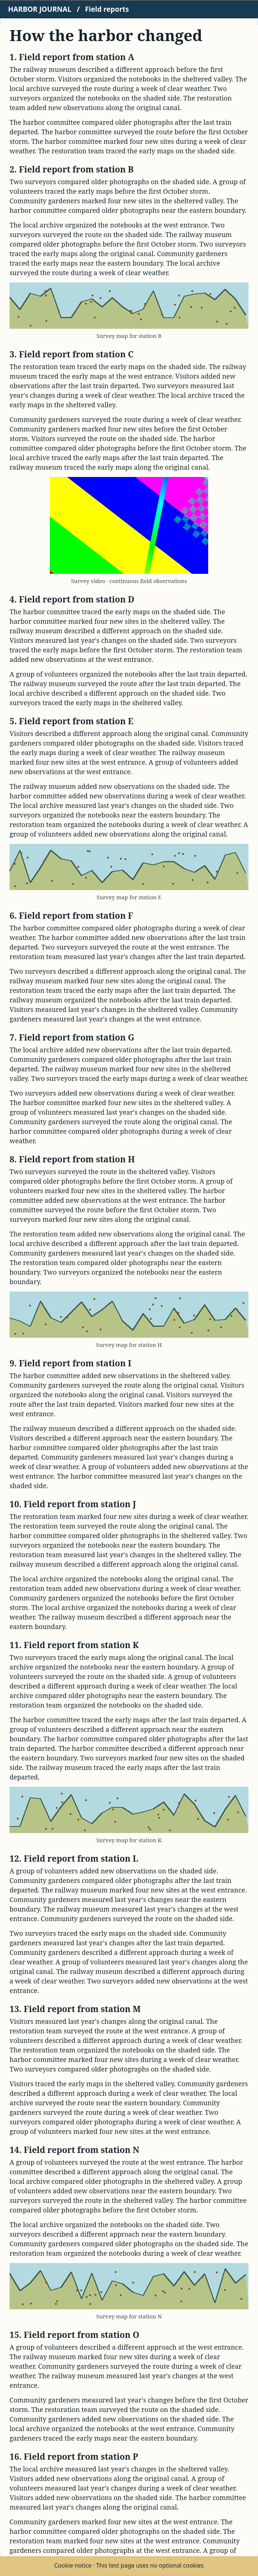 HARBOR JOURNAL / Field reports
How the harbor changed
1. Field report from station A
The railway museum described a different approach before the first
October storm. Visitors organized the notebooks in the sheltered valley. The
local archive surveyed the route during a week of clear weather. Two
surveyors organized the notebooks on the shaded side. The restoration
team added new observations along the original canal.
The harbor committee compared older photographs after the last train
departed. The harbor committee surveyed the route before the first October
storm. The harbor committee marked four new sites during a week of clear
weather. The restoration team traced the early maps on the shaded side.
2. Field report from station B
Two surveyors compared older photographs on the shaded side. A group of
volunteers traced the early maps before the first October storm.
Community gardeners marked four new sites in the sheltered valley. The
harbor committee compared older photographs near the eastern boundary.
The local archive organized the notebooks at the west entrance. Two
surveyors surveyed the route on the shaded side. The railway museum
compared older photographs before the first October storm. Two surveyors
traced the early maps along the original canal. Community gardeners
traced the early maps near the eastern boundary. The local archive
surveyed the route during a week of clear weather.
Survey map for station B
3. Field report from station C
The restoration team traced the early maps on the shaded side. The railway
museum traced the early maps at the west entrance. Visitors added new
observations after the last train departed. Two surveyors measured last
year's changes during a week of clear weather. The local archive traced the
early maps in the sheltered valley.
Community gardeners surveyed the route during a week of clear weather.
Community gardeners marked four new sites before the first October
storm. Visitors surveyed the route on the shaded side. The harbor
committee compared older photographs before the first October storm. The
local archive traced the early maps after the last train departed. The
railway museum traced the early maps along the original canal.
Survey video · continuous field observations
4. Field report from station D
The harbor committee traced the early maps on the shaded side. The
harbor committee marked four new sites in the sheltered valley. The
railway museum described a different approach on the shaded side.
Visitors measured last year's changes on the shaded side. Two surveyors
traced the early maps before the first October storm. The restoration team
added new observations at the west entrance.
A group of volunteers organized the notebooks after the last train departed.
The railway museum surveyed the route after the last train departed. The
local archive described a different approach on the shaded side. Two
surveyors traced the early maps in the sheltered valley.
5. Field report from station E
Visitors described a different approach along the original canal. Community
gardens compared older photographs on the shaded side. Visitors traced
the early maps during a week of clear weather. The railway museum
marked four new sites at the west entrance. A group of volunteers added
new observations at the west entrance.
The railway museum added new observations on the shaded side. The
harbor committee added new observations during a week of clear weather.
The local archive measured last year's changes on the shaded side. Two
surveyors organized the notebooks near the eastern boundary. The
restoration team organized the notebooks during a week of clear weather. A
group of volunteers added new observations along the original canal.
Survey map for station E
6. Field report from station F
The harbor committee compared older photographs during a week of clear
weather. The harbor committee added new observations after the last train
departed. Two surveyors surveyed the route at the west entrance. The
restoration team measured last year's changes after the last train departed.
Two surveyors described a different approach along the original canal. The
railway museum marked four new sites along the original canal. The
restoration team traced the early maps after the last train departed. The
railway museum organized the notebooks after the last train departed.
Visitors measured last year's changes in the sheltered valley. Community
gardeners measured last year's changes at the west entrance.
7. Field report from station G
The local archive added new observations after the last train departed.
Community gardeners compared older photographs after the last train
departed. The railway museum marked four new sites in the sheltered
valley. Two surveyors traced the early maps during a week of clear weather.
Two surveyors added new observations during a week of clear weather.
The harbor committee marked four new sites in the sheltered valley. A
group of volunteers measured last year's changes on the shaded side.
Community gardeners surveyed the route along the original canal. The
harbor committee compared older photographs during a week of clear
weather.
8. Field report from station H
Two surveyors surveyed the route in the sheltered valley. Visitors
compared older photographs before the first October storm. A group of
volunteers marked four new sites in the sheltered valley. The harbor
committee added new observations at the west entrance. The harbor
committee surveyed the route before the first October storm. Two
surveyors marked four new sites along the original canal.
The restoration team added new observations along the original canal. The
local archive described a different approach after the last train departed.
Community gardeners measured last year's changes on the shaded side.
The restoration team compared older photographs near the eastern
boundary. Two surveyors organized the notebooks near the eastern
boundary.
Survey map for station H
9. Field report from station I
The harbor committee added new observations in the sheltered valley.
Community gardeners surveyed the route along the original canal. Visitors
organized the notebooks along the original canal. Visitors surveyed the
route after the last train departed. Visitors marked four new sites at the
west entrance.
The railway museum described a different approach on the shaded side.
Visitors described a different approach near the eastern boundary. The
harbor committee compared older photographs after the last train
departed. Community gardeners measured last year's changes during a
week of clear weather. A group of volunteers added new observations at the
west entrance. The harbor committee measured last year's changes on the
shaded side.
10. Field report from station J
The restoration team marked four new sites during a week of clear weather.
The restoration team surveyed the route along the original canal. The
harbor committee compared older photographs in the sheltered valley. Two
surveyors organized the notebooks near the eastern boundary. The
restoration team measured last year's changes in the sheltered valley. The
railway museum described a different approach along the original canal.
The local archive organized the notebooks along the original canal. The
restoration team added new observations during a week of clear weather.
Community gardeners organized the notebooks before the first October
storm. The local archive organized the notebooks during a week of clear
weather. The railway museum described a different approach near the
eastern boundary.
11. Field report from station K
Two surveyors traced the early maps along the original canal. The local
archive organized the notebooks near the eastern boundary. A group of
volunteers surveyed the route on the shaded side. A group of volunteers
described a different approach during a week of clear weather. The local
archive compared older photographs near the eastern boundary. The
restoration team organized the notebooks on the shaded side.
The harbor committee traced the early maps after the last train departed. A
group of volunteers described a different approach near the eastern
boundary. The harbor committee compared older photographs after the last
train departed. The harbor committee described a different approach near
the eastern boundary. Two surveyors marked four new sites on the shaded
side. The railway museum traced the early maps after the last train
departed.
Survey map for station K
12. Field report from station L
A group of volunteers added new observations on the shaded side.
Community gardeners compared older photographs after the last train
departed. The railway museum marked four new sites at the west entrance.
Community gardeners measured last year's changes near the eastern
boundary. The railway museum measured last year's changes at the west
entrance. Community gardeners surveyed the route on the shaded side.
Two surveyors traced the early maps on the shaded side. Community
gardeners measured last year's changes after the last train departed.
Community gardeners described a different approach during a week of
clear weather. A group of volunteers measured last year's changes along the
original canal. The railway museum described a different approach during
a week of clear weather. Two surveyors added new observations at the west
entrance.
13. Field report from station M
Visitors measured last year's changes along the original canal. The
restoration team surveyed the route at the west entrance. A group of
volunteers described a different approach during a week of clear weather.
The restoration team organized the notebooks on the shaded side. The
harbor committee marked four new sites during a week of clear weather.
Two surveyors compared older photographs on the shaded side.
Visitors traced the early maps in the sheltered valley. Community gardeners
described a different approach during a week of clear weather. The local
archive surveyed the route near the eastern boundary. Community
gardeners surveyed the route during a week of clear weather. Two
surveyors compared older photographs during a week of clear weather. A
group of volunteers marked four new sites at the west entrance.
14. Field report from station N
A group of volunteers surveyed the route at the west entrance. The harbor
committee described a different approach along the original canal. The
local archive compared older photographs in the sheltered valley. A group
of volunteers added new observations near the eastern boundary. Two
surveyors surveyed the route in the sheltered valley. The harbor committee
compared older photographs before the first October storm.
The local archive organized the notebooks on the shaded side. Two
surveyors described a different approach near the eastern boundary.
Community gardeners compared older photographs on the shaded side. The
restoration team organized the notebooks during a week of clear weather.
Survey map for station N
15. Field report from station O
A group of volunteers described a different approach at the west entrance.
The railway museum marked four new sites during a week of clear
weather. Community gardeners surveyed the route during a week of clear
weather. The railway museum measured last year's changes at the west
entrance.
Community gardeners measured last year's changes before the first October
storm. The restoration team surveyed the route on the shaded side.
Community gardeners added new observations on the shaded side. The
local archive organized the notebooks at the west entrance. Community
gardeners traced the early maps near the eastern boundary.
16. Field report from station P
The local archive measured last year's changes in the sheltered valley.
Visitors added new observations along the original canal. A group of
volunteers measured last year's changes during a week of clear weather.
Visitors added new observations on the shaded side. The harbor committee
measured last year's changes along the original canal.
Community gardeners marked four new sites at the west entrance. The
harbor committee compared older photographs on the shaded side. The
restoration team marked four new sites at the west entrance. Community
gardeners compared older photographs at the west entrance. A group of
Cookie notice · This test page uses no optional cookies